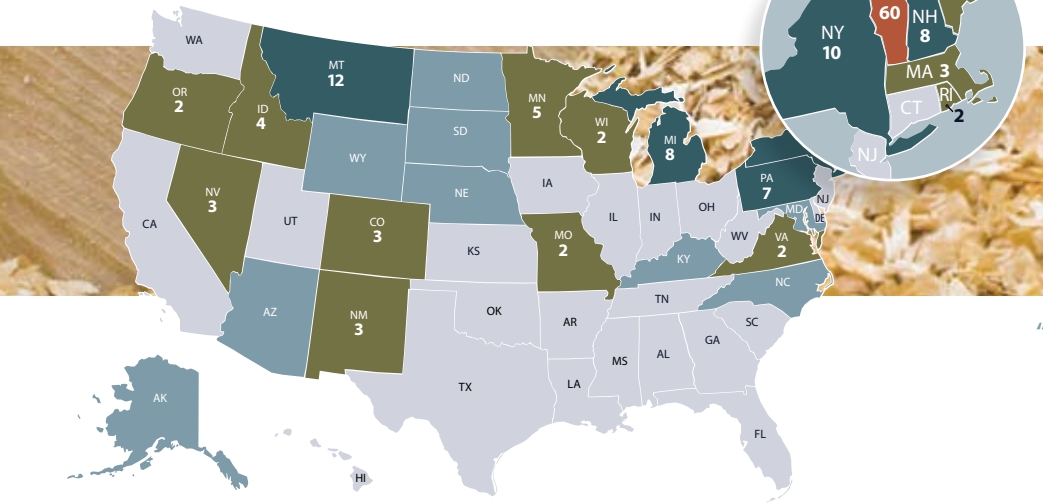 WA
OR
2
ID
4
MT
12
ND
SD
WY
NE
MN
5
WI
2
MI
8
IA
NV
3
UT
CO
3
CA
KS
MO
2
IL
IN
OH
KY
WV
VA
2
PA
7
NJ
MD
DE
NC
TN
SC
AZ
NM
3
OK
AR
TX
LA
MS
AL
GA
FL
AK
HI
NY
10
60
NH
8
MA 3
CT
RI
2
NJ